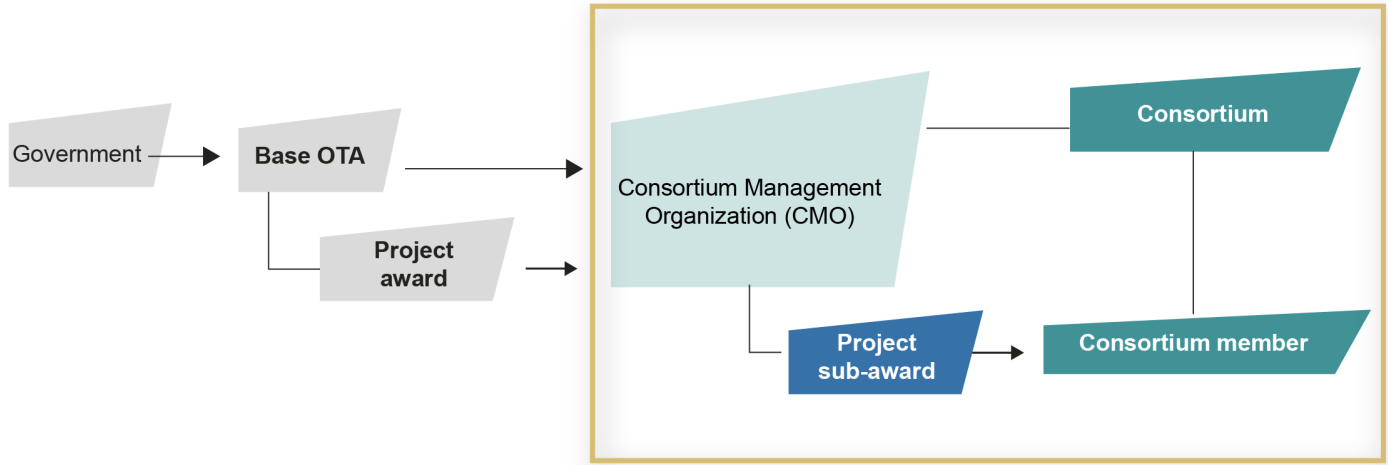 Government
Base OTA
Project
award
Consortium Management
Organization (CMO)
Consortium
Project
sub-award
Consortium member